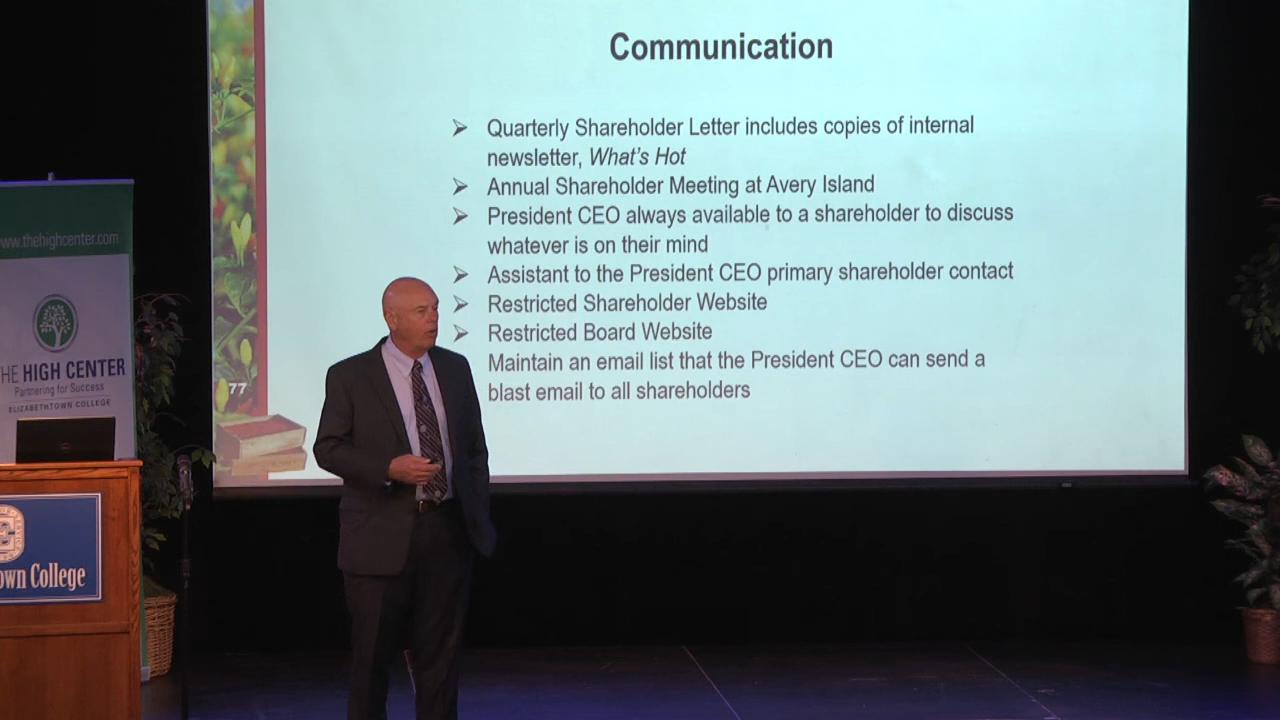 Communication
➢ Quarterly Shareholder Letter includes copies of internal
newsletter, What's Hot
➢ Annual Shareholder Meeting at Avery Island
➢ President CEO always available to a shareholder to discuss
whatever is on their mind
➢ Assistant to the President CEO primary shareholder contact
➢ Restricted Shareholder Website
➢ Restricted Board Website
Maintain an email list that the President CEO can send a
blast email to all shareholders
77
www.thehighcenter.com
HE HIGH CENTER
Partnering for Success
ELIZABETHTOWN COLLEGE
own College